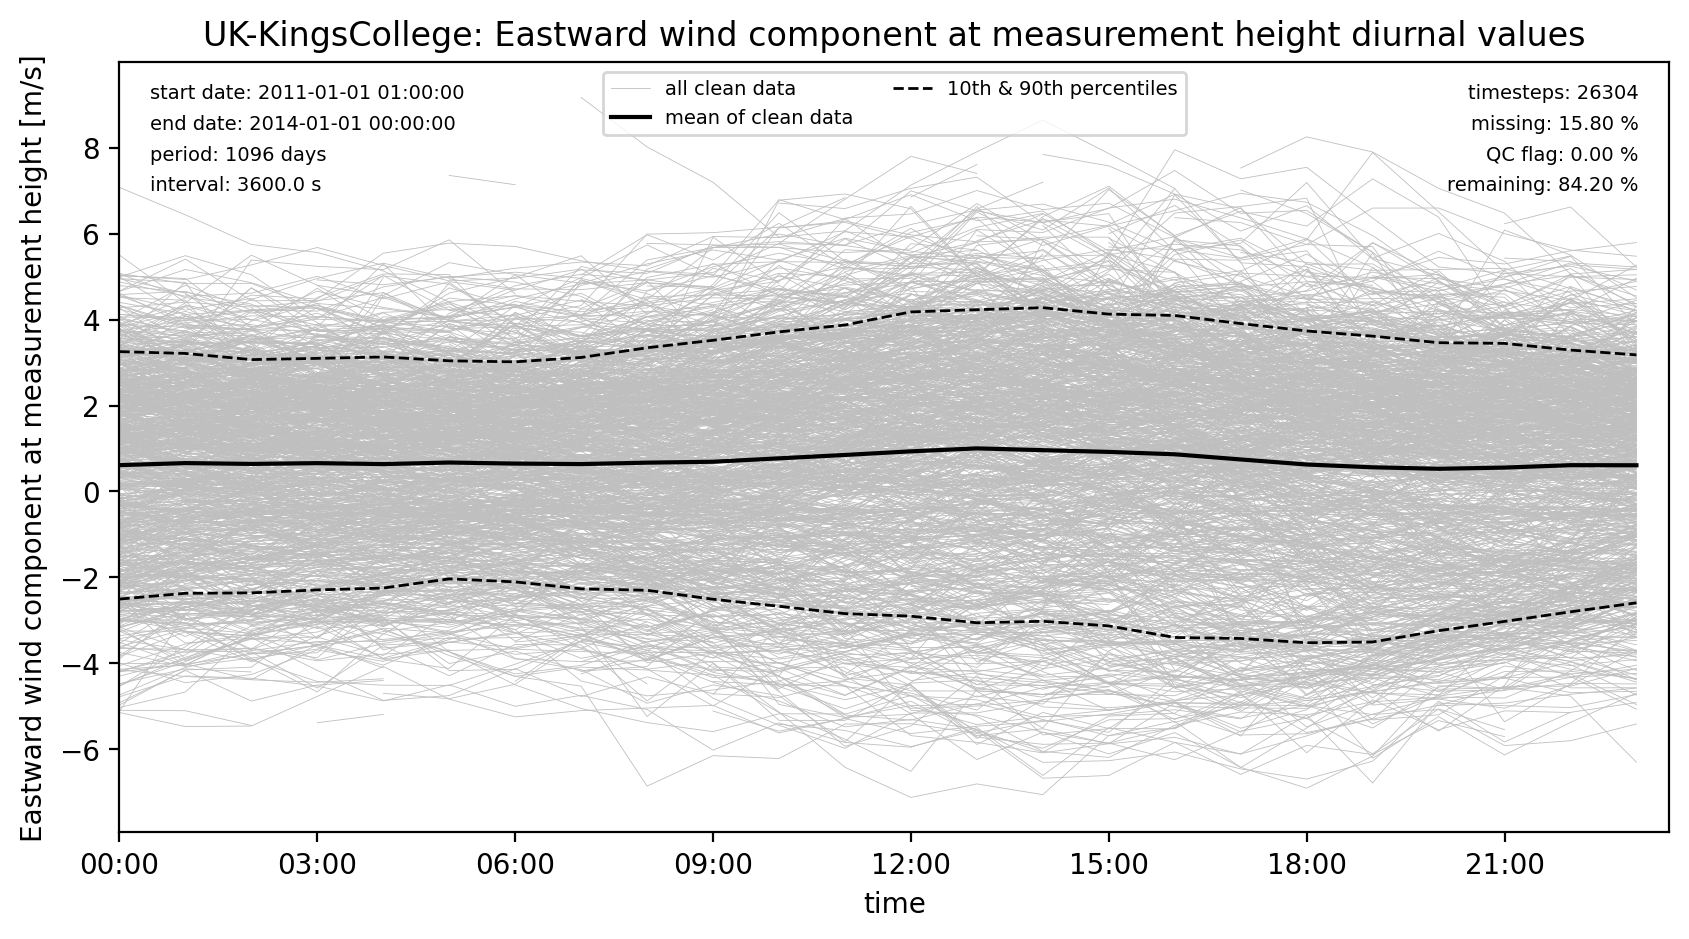 UK-KingsCollege: Eastward wind component at measurement height diurnal values
Eastward wind component at measurement height [m/s]
start date: 2011-01-01 01:00:00
end date: 2014-01-01 00:00:00
period: 1096 days
interval: 3600.0 s
all clean data
mean of clean data
10th & 90th percentiles
timesteps: 26304
missing: 15.80 %
QC flag: 0.00 %
remaining: 84.20 %
8
6
4
2
0
−2
−4
−6
00:00 03:00 06:00 09:00 12:00 15:00 18:00 21:00
time